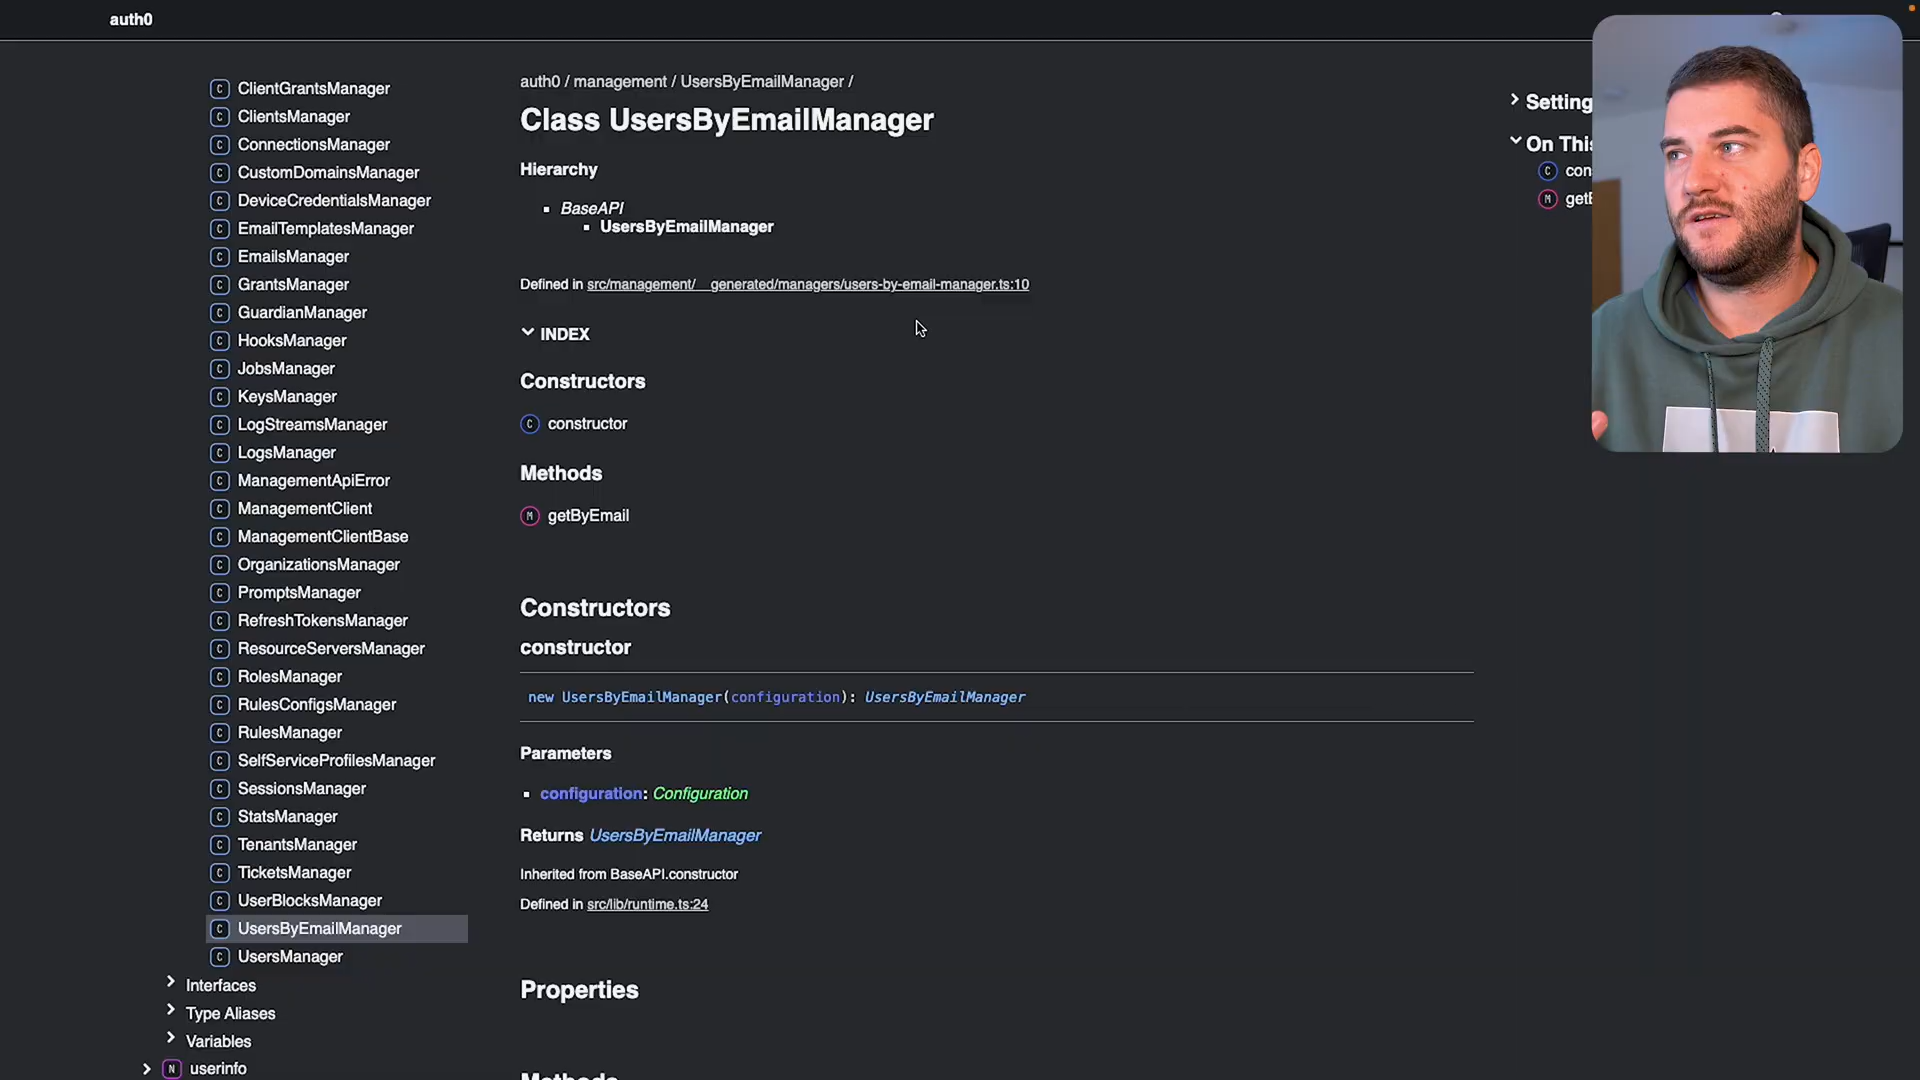 auth0
ClientGrantsManager
ClientsManager
ConnectionsManager
CustomDomainsManager
DeviceCredentialsManager
EmailTemplatesManager
EmailsManager
GrantsManager
GuardianManager
HooksManager
JobsManager
KeysManager
LogStreamsManager
LogsManager
ManagementApiError
ManagementClient
ManagementClientBase
OrganizationsManager
PromptsManager
RefreshTokensManager
ResourceServersManager
RolesManager
RulesConfigsManager
RulesManager
SelfServiceProfilesManager
SessionsManager
StatsManager
TenantsManager
TicketsManager
UserBlocksManager
UsersByEmailManager
UsersManager
Interfaces
Type Aliases
Variables
userinfo
auth0 / management / UsersByEmailManager /
Class UsersByEmailManager
Hierarchy
BaseAPI
UsersByEmailManager
Defined in src/management/__generated/managers/users-by-email-manager.ts:10
INDEX
Constructors
constructor
Methods
getByEmail
Constructors
constructor
new UsersByEmailManager(configuration): UsersByEmailManager
Parameters
configuration: Configuration
Returns UsersByEmailManager
Inherited from BaseAPI.constructor
Defined in src/lib/runtime.ts:24
Properties
Methods
Setting
On This
con
getB